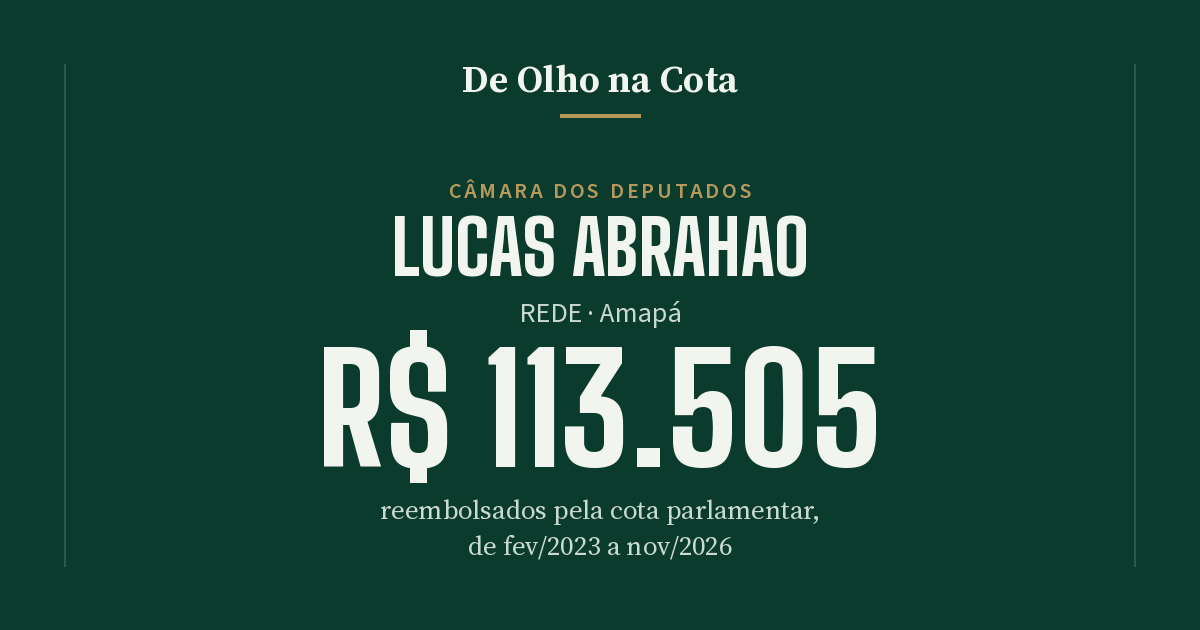 De Olho na Cota
CÂMARA DOS DEPUTADOS
LUCAS ABRAHAO
REDE · Amapá
R$ 113.505
reembolsados pela cota parlamentar,
de fev/2023 a nov/2026